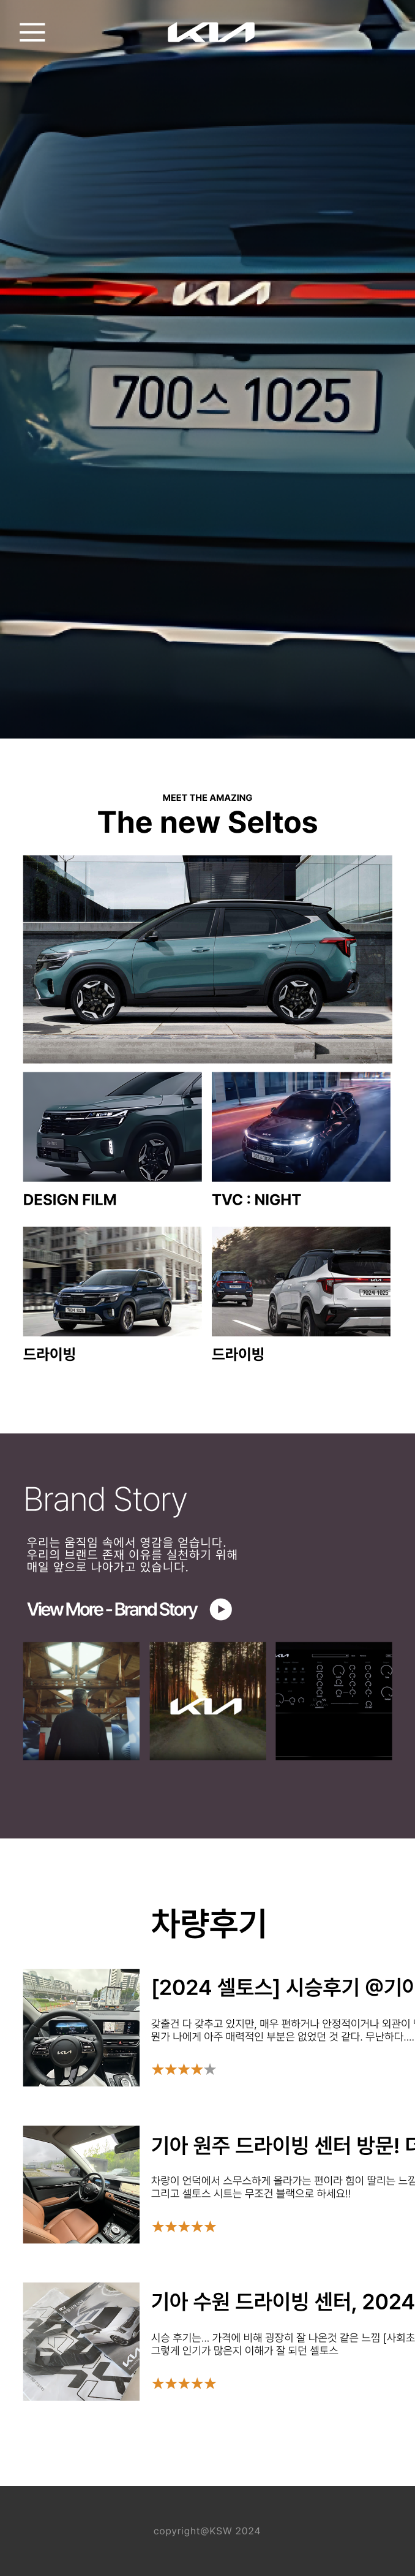 KIA
KIA
700스 1025
MEET THE AMAZING
The new Seltos
DESIGN FILM
TVC : NIGHT
드라이빙
드라이빙
Brand Story
우리는 움직임 속에서 영감을 얻습니다.
우리의 브랜드 존재 이유를 실천하기 위해
매일 앞으로 나아가고 있습니다.
View More - Brand Story
KIA
차량후기
[2024 셀토스] 시승후기 @기아
갖출건 다 갖추고 있지만, 매우 편하거나 안정적이거나 외관이
뭔가 나에게 아주 매력적인 부분은 없었던 것 같다. 무난하다....
기아 원주 드라이빙 센터 방문!
차량이 언덕에서 스무스하게 올라가는 편이라 힘이 딸리는 느낌
그리고 셀토스 시트는 무조건 블랙으로 하세요!!
기아 수원 드라이빙 센터, 2024
시승 후기는... 가격에 비해 굉장히 잘 나온것 같은 느낌 [사회초
그렇게 인기가 많은지 이해가 잘 되던 셀토스
copyright@KSW 2024